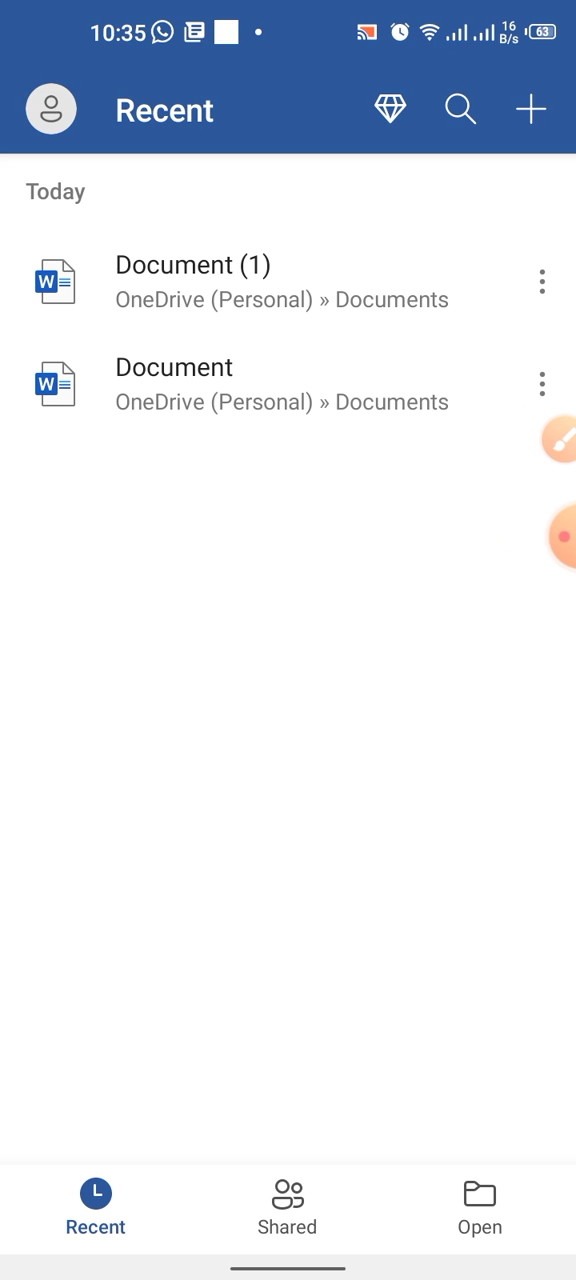 10:35 16 B/s 63
Recent
Today
W Document (1)
OneDrive (Personal) » Documents
W Document
OneDrive (Personal) » Documents
Recent Shared Open